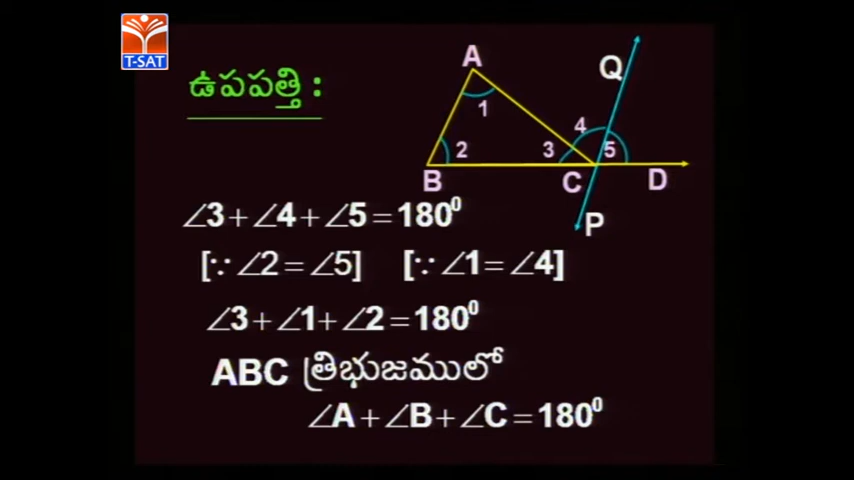 T-SAT
ఉపపత్తి :
A
Q
1
4
2
3
5
B
C
D
P
∠3+∠4+∠5=180⁰
[∵ ∠2=∠5] [∵ ∠1=∠4]
∠3+∠1+∠2=180⁰
ABC త్రిభుజములో
∠A+∠B+∠C=180⁰